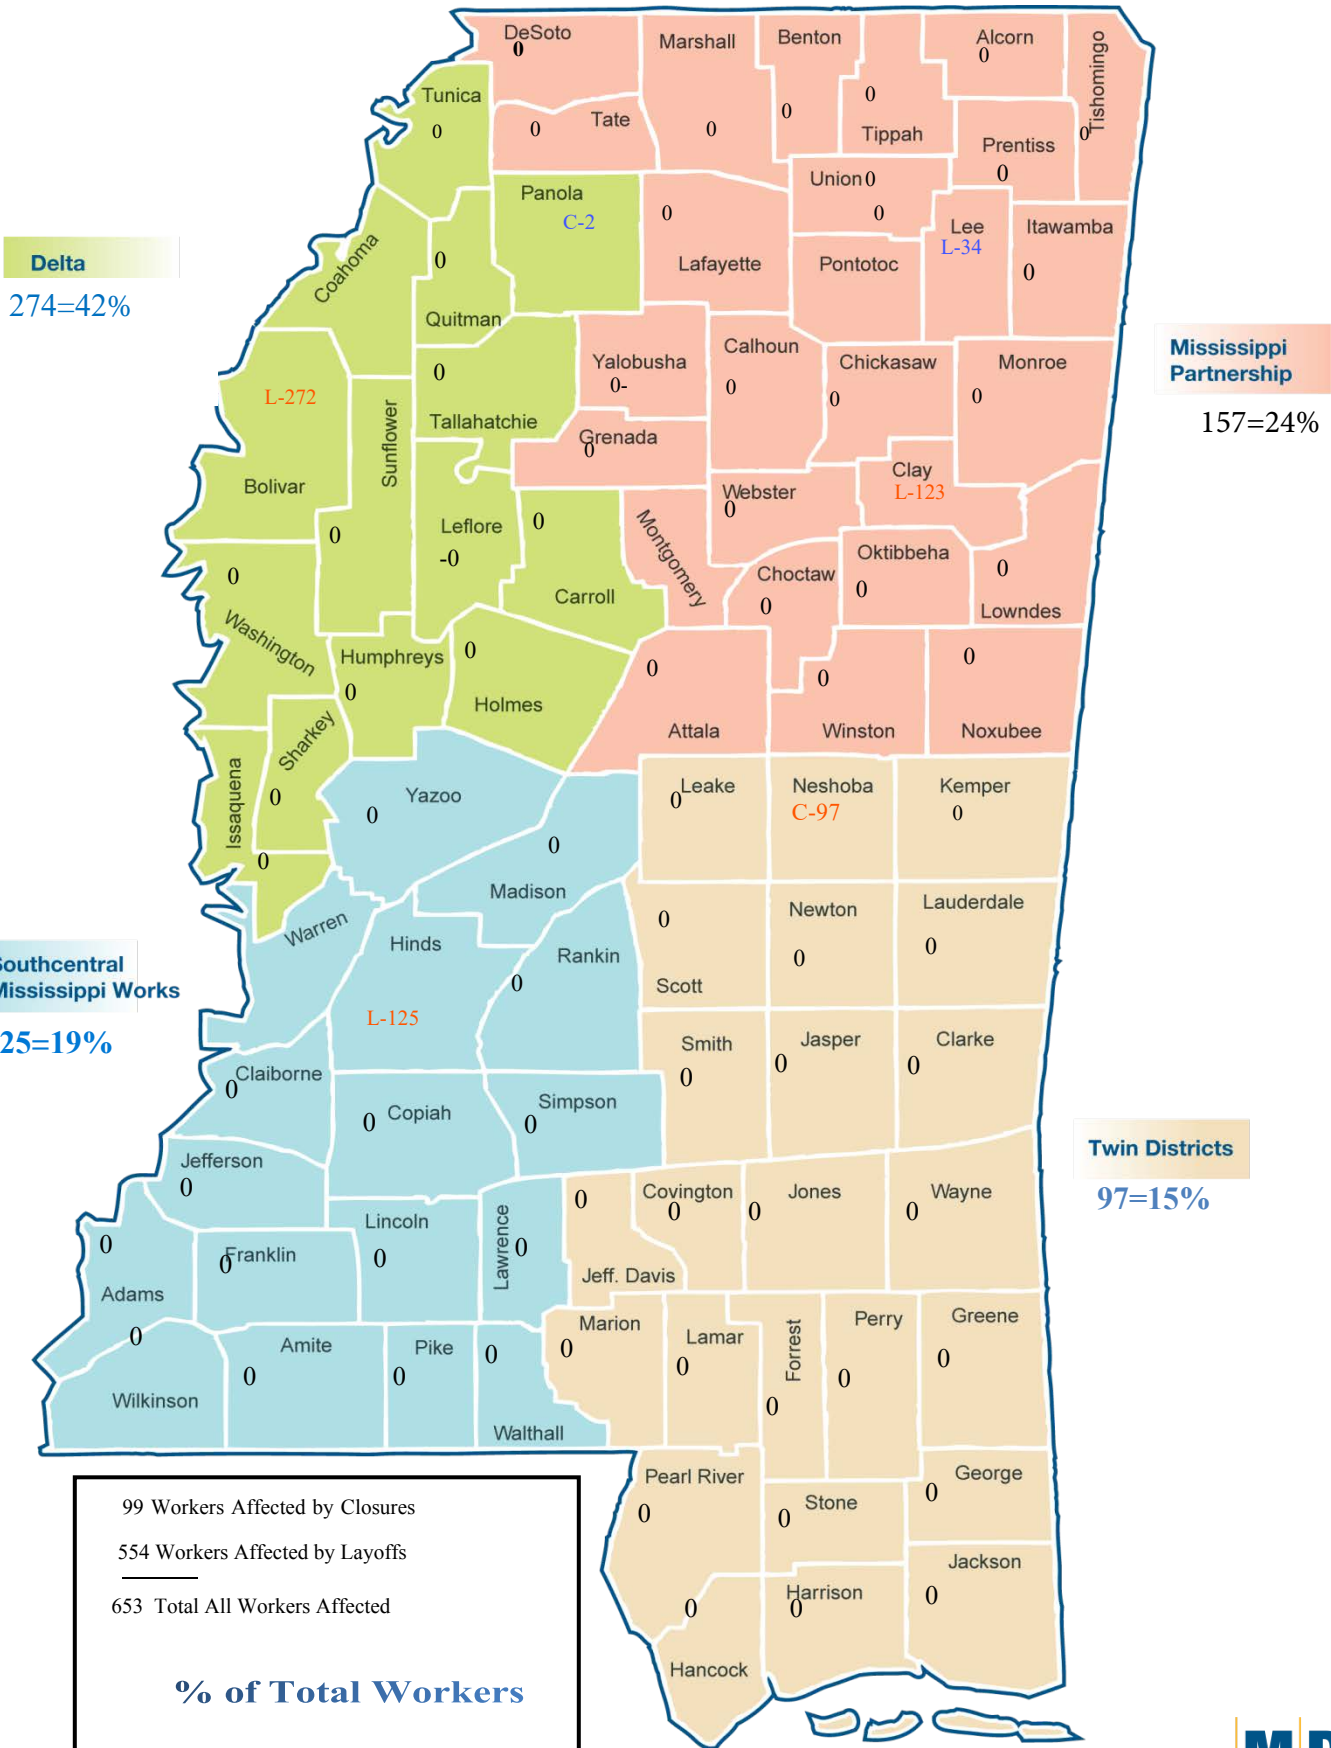 DeSoto
0
Marshall
0
Benton
0
Tippah
0
Alcorn
0
Tishomingo
0
Tunica
0
Tate
0
Prentiss
0
Panola
C-2
Union 0
0
Lafayette
0
Pontotoc
Lee
L-34
Itawamba
0
Delta
274=42%
Coahoma
Quitman
0
Mississippi
Partnership
157=24%
Yalobusha
0-
Calhoun
0
Chickasaw
0
Monroe
0
Bolivar
L-272
Sunflower
0
Tallahatchie
0
Grenada
0
Clay
L-123
Webster
0
Leflore
-0
Carroll
0
Montgomery
Choctaw
0
Oktibbeha
0
Lowndes
0
Washington
0
Humphreys
0
Holmes
0
Attala
0
Winston
0
Noxubee
0
Sharkey
0
Issaquena
0
Yazoo
0
Madison
0
Leake
0
Neshoba
C-97
Kemper
0
Warren
Hinds
L-125
Rankin
0
Scott
0
Newton
0
Lauderdale
0
Southcentral
Mississippi Works
25=19%
Claiborne
0
Copiah
0
Simpson
0
Smith
0
Jasper
0
Clarke
0
Twin Districts
97=15%
Jefferson
0
Adams
0
Franklin
0
Lincoln
0
Lawrence
0
Jeff. Davis
0
Covington
0
Jones
0
Wayne
0
Wilkinson
0
Amite
0
Pike
0
Walthall
0
Marion
0
Lamar
0
Forrest
0
Perry
0
Greene
0
Pearl River
0
Stone
0
George
0
Hancock
0
Harrison
0
Jackson
0
99 Workers Affected by Closures
554 Workers Affected by Layoffs
653 Total All Workers Affected
% of Total Workers